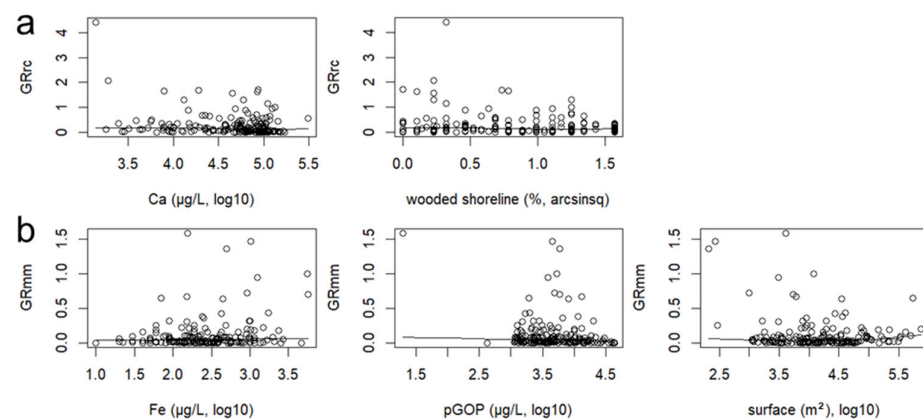 a
GRrc
4
3
2
1
0
3.5 4.0 4.5 5.0 5.5
Ca (µg/L, log10)
GRrc
4
3
2
1
0
0.0 0.5 1.0 1.5
wooded shoreline (%, arcsinsq)
b
GRmm
1.5
1.0
0.5
0.0
1.0 1.5 2.0 2.5 3.0 3.5
Fe (µg/L, log10)
GRmm
1.5
1.0
0.5
0.0
1.5 2.5 3.5 4.5
pGOP (µg/L, log10)
GRmm
1.5
1.0
0.5
0.0
2.5 3.5 4.5 5.5
surface (m²), log10)